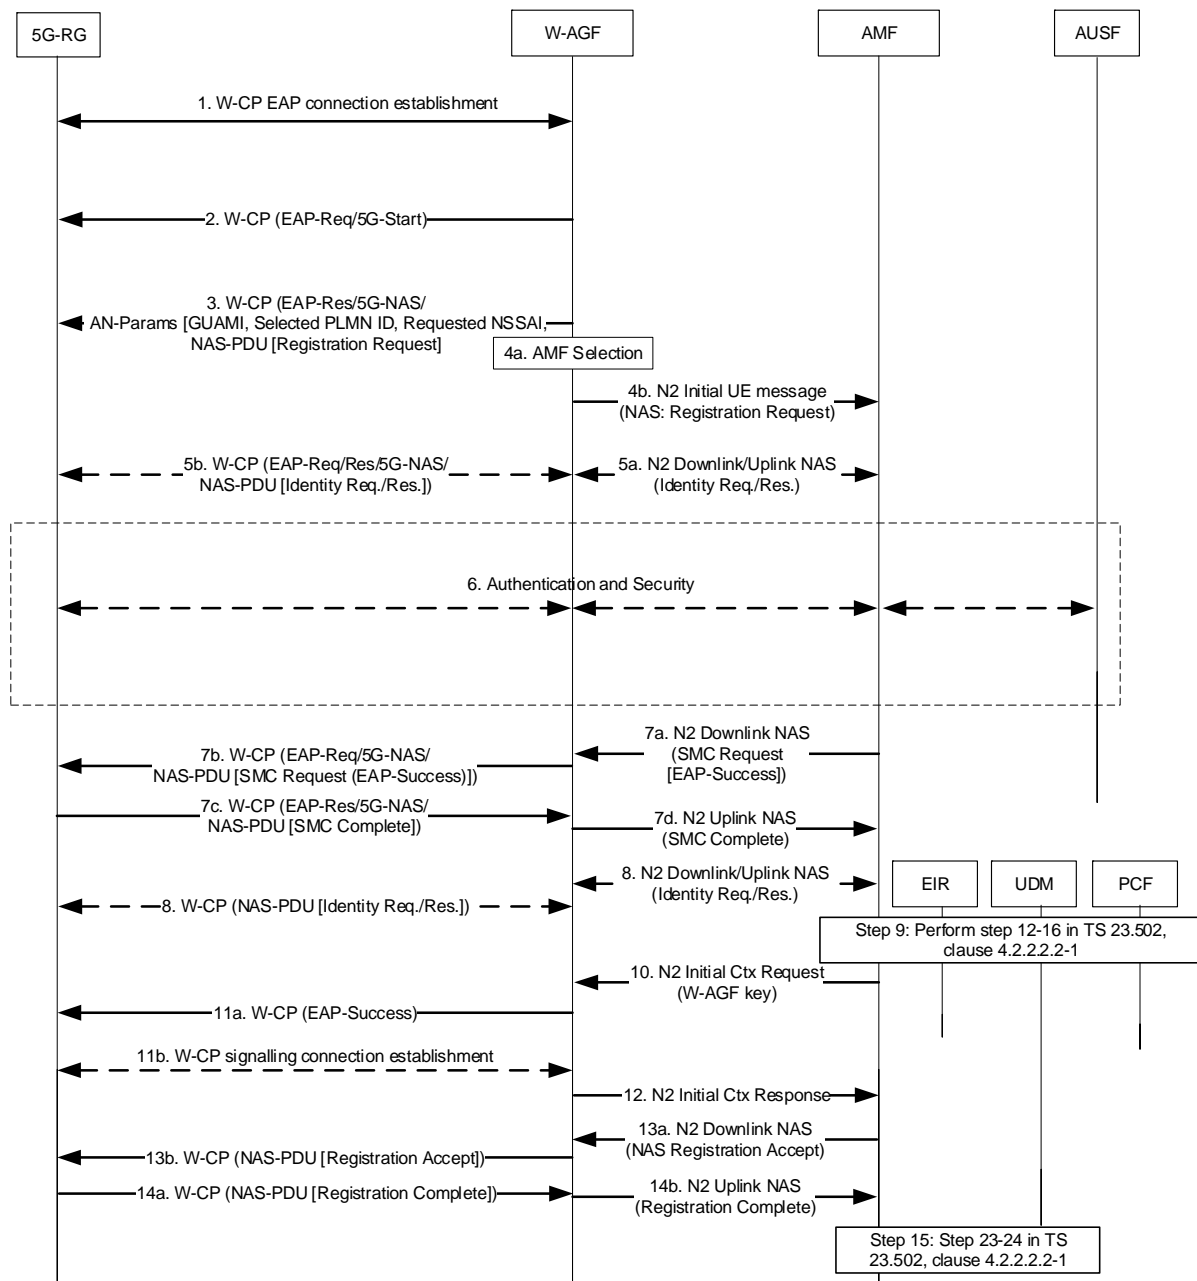 5G-RG
W-AGF
AMF
AUSF
1. W-CP EAP connection establishment
2. W-CP (EAP-Req/5G-Start)
3. W-CP (EAP-Res/5G-NAS/
AN-Params [GUAMI, Selected PLMN ID, Requested NSSAI,
NAS-PDU [Registration Request]
4a. AMF Selection
4b. N2 Initial UE message
(NAS: Registration Request)
5b. W-CP (EAP-Req/Res/5G-NAS/
NAS-PDU [Identity Req./Res.])
5a. N2 Downlink/Uplink NAS
(Identity Req./Res.)
6. Authentication and Security
7a. N2 Downlink NAS
(SMC Request
[EAP-Success])
7b. W-CP (EAP-Req/5G-NAS/
NAS-PDU [SMC Request (EAP-Success)])
7c. W-CP (EAP-Res/5G-NAS/
NAS-PDU [SMC Complete])
7d. N2 Uplink NAS
(SMC Complete)
8. N2 Downlink/Uplink NAS
(Identity Req./Res.)
8. W-CP (NAS-PDU [Identity Req./Res.])
EIR
UDM
PCF
Step 9: Perform step 12-16 in TS 23.502,
clause 4.2.2.2.2-1
10. N2 Initial Ctx Request
(W-AGF key)
11a. W-CP (EAP-Success)
11b. W-CP signalling connection establishment
12. N2 Initial Ctx Response
13a. N2 Downlink NAS
(NAS Registration Accept)
13b. W-CP (NAS-PDU [Registration Accept])
14a. W-CP (NAS-PDU [Registration Complete])
14b. N2 Uplink NAS
(Registration Complete)
Step 15: Step 23-24 in TS
23.502, clause 4.2.2.2.2-1